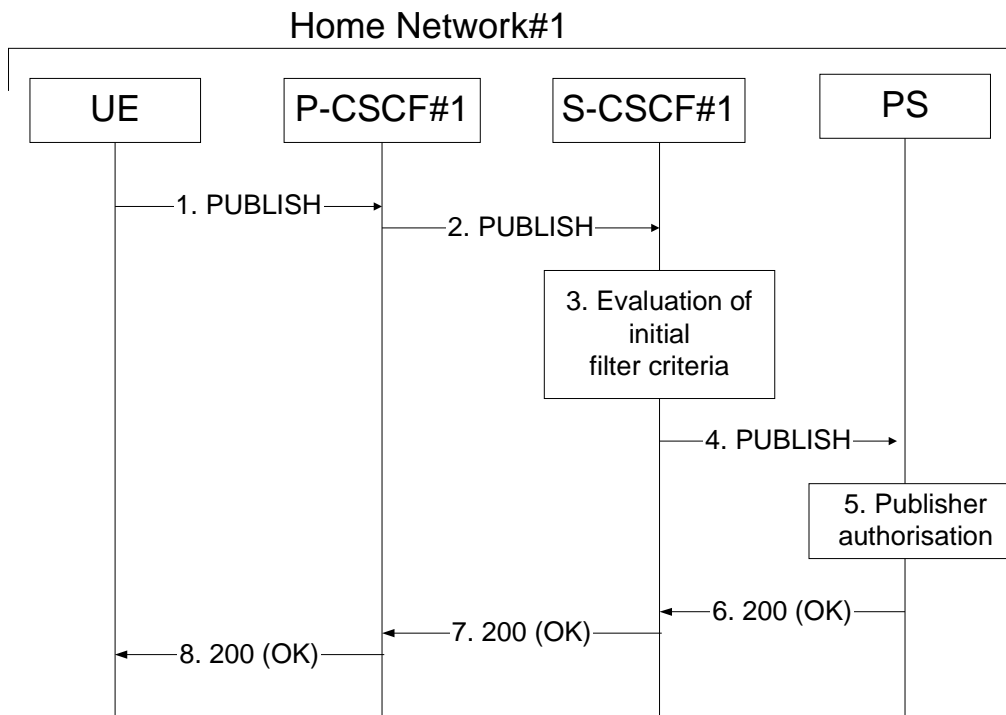 Home Network#1
UE
P-CSCF#1
S-CSCF#1
PS
1. PUBLISH
2. PUBLISH
3. Evaluation of
initial
filter criteria
4. PUBLISH
5. Publisher
authorisation
6. 200 (OK)
7. 200 (OK)
8. 200 (OK)